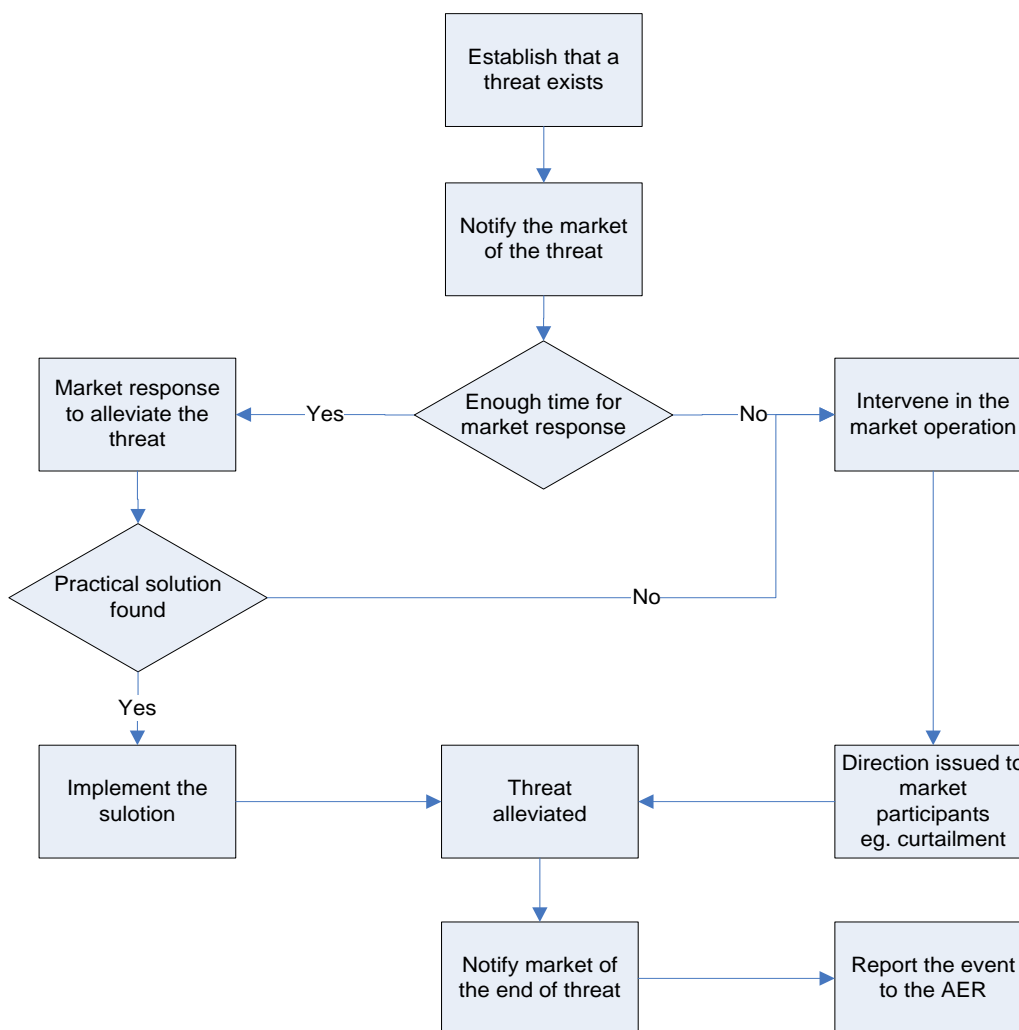 Establish that a
threat exists
Notify the market
of the threat
Market response
to alleviate the
threat
Yes
Enough time for
market response
No
Intervene in the
market operation
Practical solution
found
No
Yes
Implement the
sulotion
Threat
alleviated
Direction issued to
market
participants
eg. curtailment
Notify market of
the end of threat
Report the event
to the AER